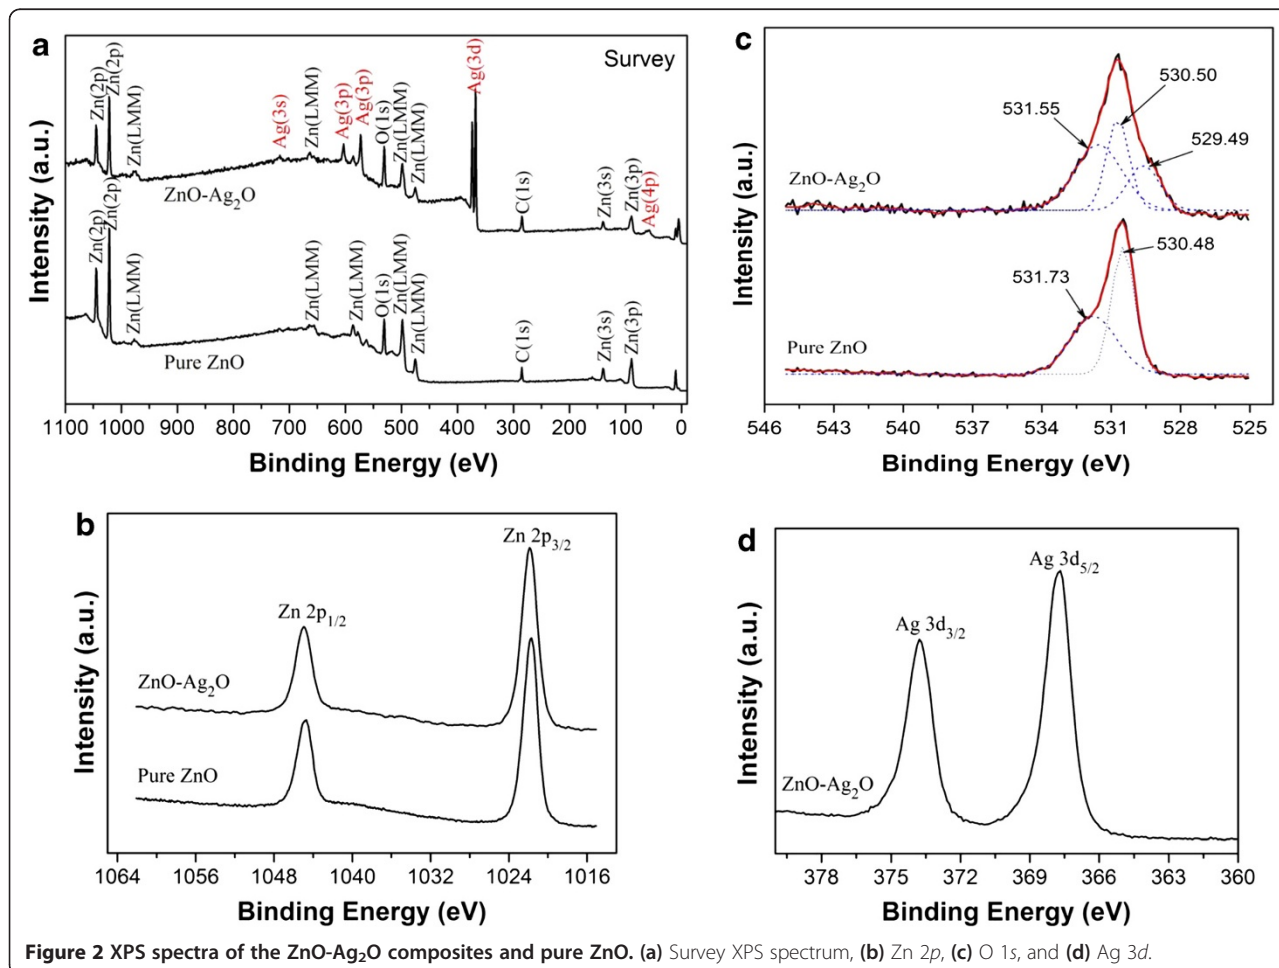 a
Survey
Intensity (a.u.)
Zn(2p)
Zn(2p)
Zn(LMM)
Ag(3s)
Zn(LMM)
Ag(3p)
Ag(3p)
O(1s)
Zn(LMM)
Zn(LMM)
Ag(3d)
C(1s)
Zn(3s)
Zn(3p)
Ag(4p)
ZnO-Ag₂O
Zn(2p)
Zn(2p)
Zn(LMM)
Zn(LMM)
Zn(LMM)
O(1s)
Zn(LMM)
Zn(LMM)
C(1s)
Zn(3s)
Zn(3p)
Pure ZnO
1100 1000 900 800 700 600 500 400 300 200 100 0
Binding Energy (eV)
c
Intensity (a.u.)
530.50
531.55
529.49
ZnO-Ag₂O
530.48
531.73
Pure ZnO
546 543 540 537 534 531 528 525
Binding Energy (eV)
b
Intensity (a.u.)
Zn 2p3/2
Zn 2p1/2
ZnO-Ag₂O
Pure ZnO
1064 1056 1048 1040 1032 1024 1016
Binding Energy (eV)
d
Intensity (a.u.)
Ag 3d5/2
Ag 3d3/2
ZnO-Ag₂O
378 375 372 369 366 363 360
Binding Energy (eV)
Figure 2 XPS spectra of the ZnO-Ag₂O composites and pure ZnO. (a) Survey XPS spectrum, (b) Zn 2p, (c) O 1s, and (d) Ag 3d.